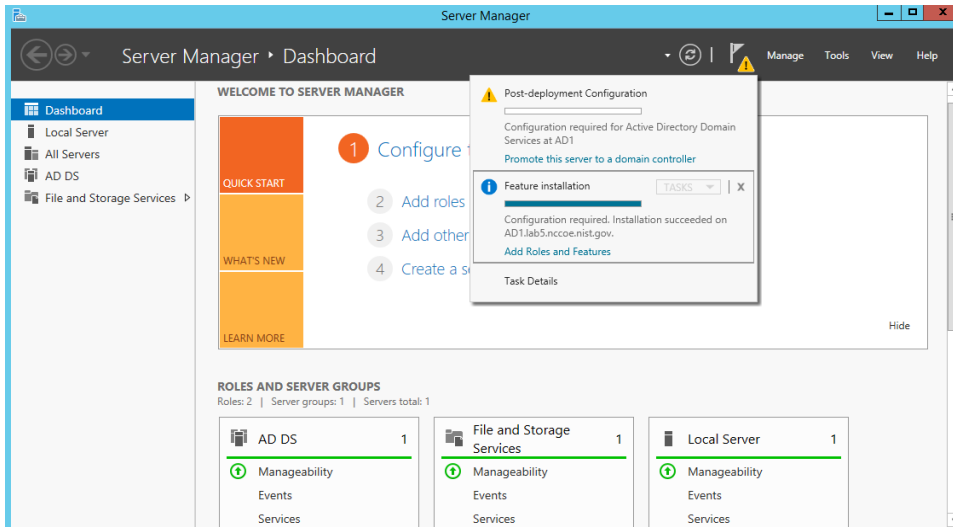 Server Manager
Server Manager • Dashboard
Manage Tools View Help
Dashboard
Local Server
All Servers
AD DS
File and Storage Services
WELCOME TO SERVER MANAGER
QUICK START
WHAT'S NEW
LEARN MORE
1 Configure
2 Add roles
3 Add other
4 Create a
Hide
Post-deployment Configuration
Configuration required for Active Directory Domain
Services at AD1
Promote this server to a domain controller
Feature installation
TASKS
X
Configuration required. Installation succeeded on
AD1.lab5.nccoe.nist.gov.
Add Roles and Features
Task Details
ROLES AND SERVER GROUPS
Roles: 2 | Server groups: 1 | Servers total: 1
AD DS 1
Manageability
Events
Services
File and Storage
Services 1
Manageability
Events
Services
Local Server 1
Manageability
Events
Services